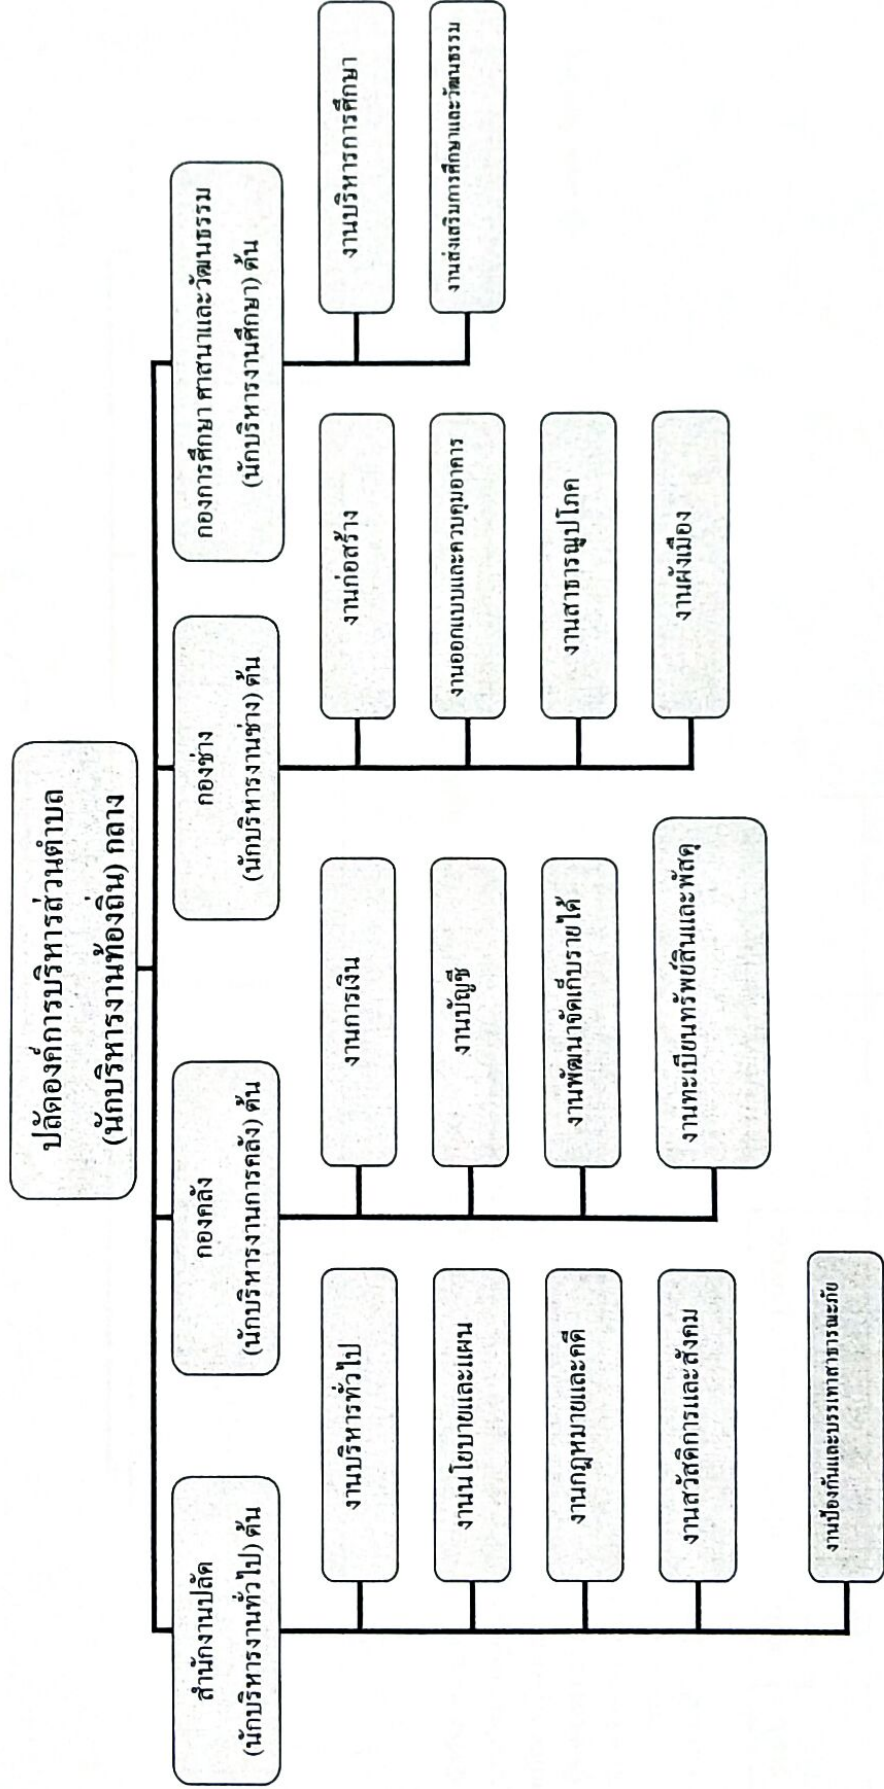 ปลัดองค์การบริหารส่วนตำบล
(นักบริหารงานท้องถิ่น) กลาง
สำนักงานปลัด
(นักบริหารงานทั่วไป) ต้น
งานบริหารทั่วไป
งานนโยบายและแผน
งานกฎหมายและคดี
งานสวัสดิการและสังคม
งานป้องกันและบรรเทาสาธารณะภัย
กองคลัง
(นักบริหารงานการคลัง) ต้น
งานการเงิน
งานบัญชี
งานพัฒนาจัดเก็บรายได้
งานทะเบียนทรัพย์สินและพัสดุ
กองช่าง
(นักบริหารงานช่าง) ต้น
งานก่อสร้าง
งานออกแบบและควบคุมอาคาร
งานสาธารณูปโภค
งานผังเมือง
กองการศึกษา ศาสนาและวัฒนธรรม
(นักบริหารงานศึกษา) ต้น
งานบริหารการศึกษา
งานส่งเสริมการศึกษาและวัฒนธรรม